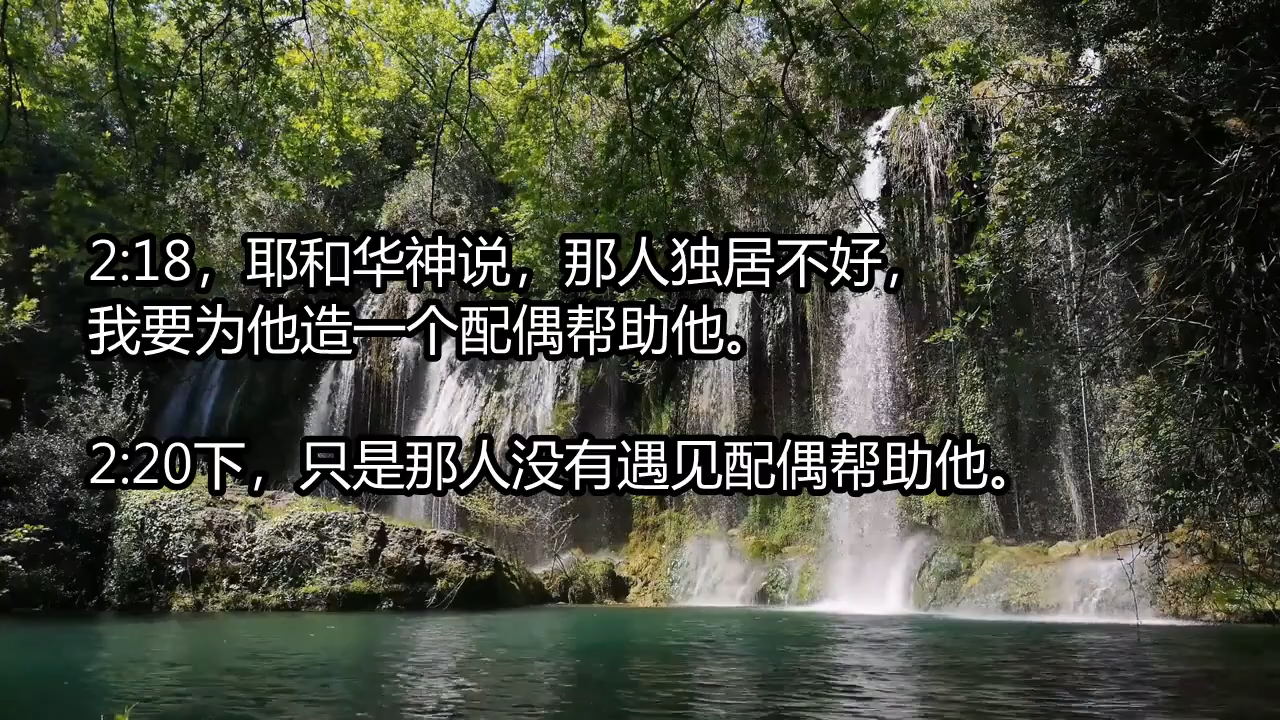 2:18，耶和华神说，那人独居不好，
我要为他造一个配偶帮助他。
2:20下，只是那人没有遇见配偶帮助他。